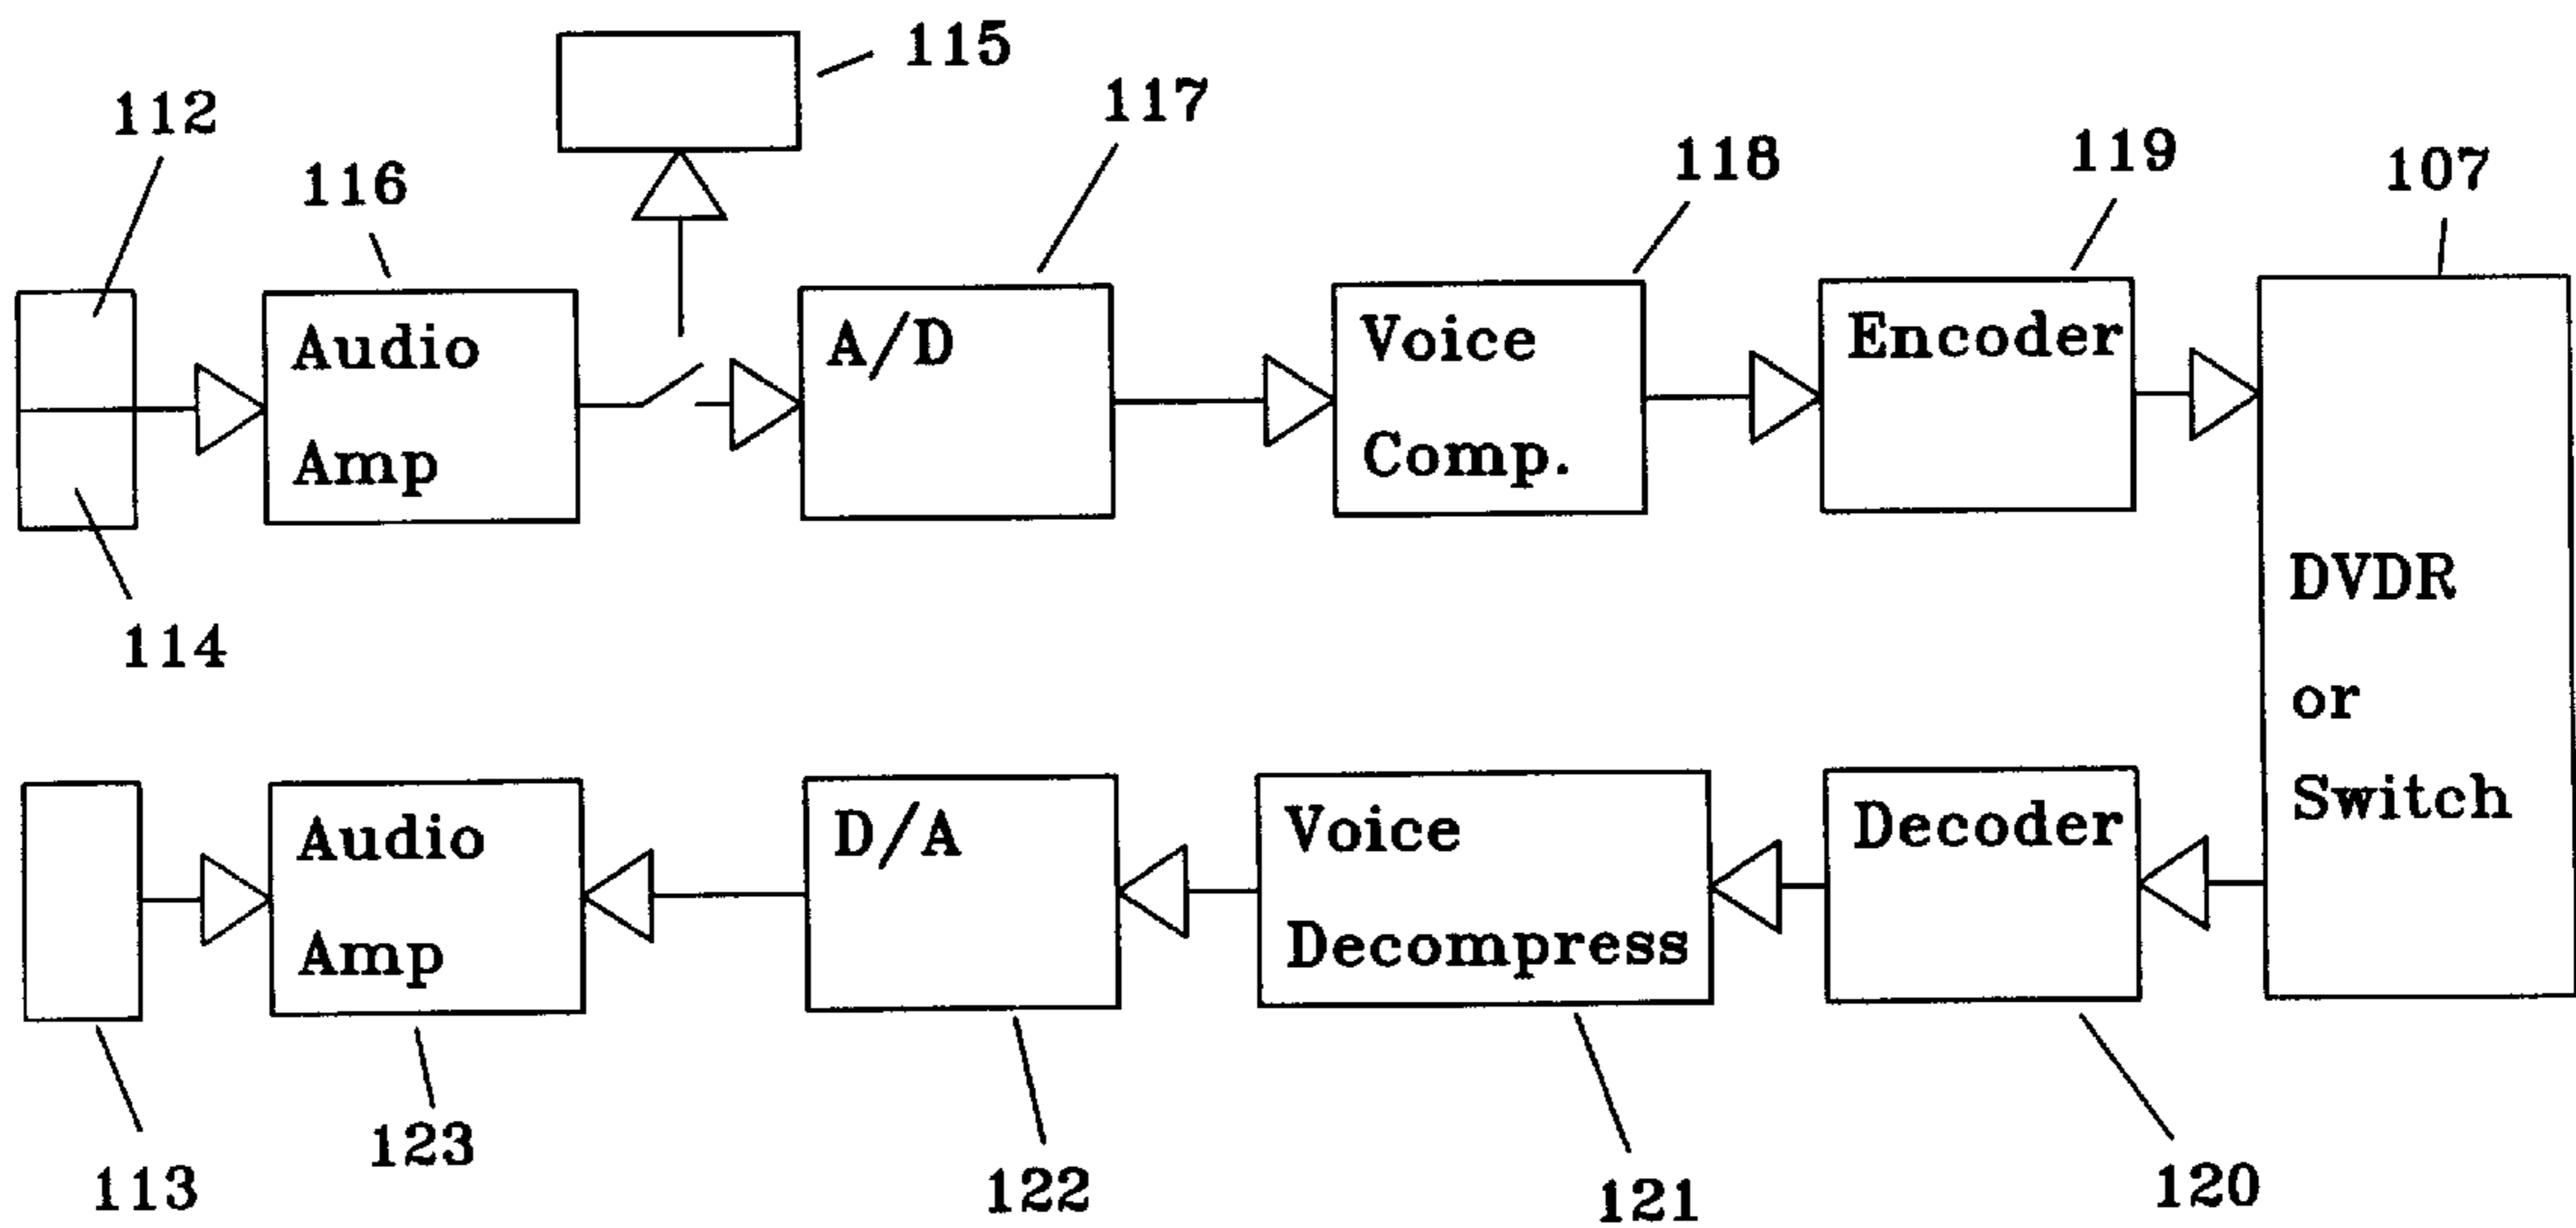 115
117
112
119
118
107
116
Audio
Amp
A/D
Voice
Comp.
Encoder
114
DVDR
or
Switch
Audio
Amp
D/A
Voice
Decompress
Decoder
113
123
122
121
120